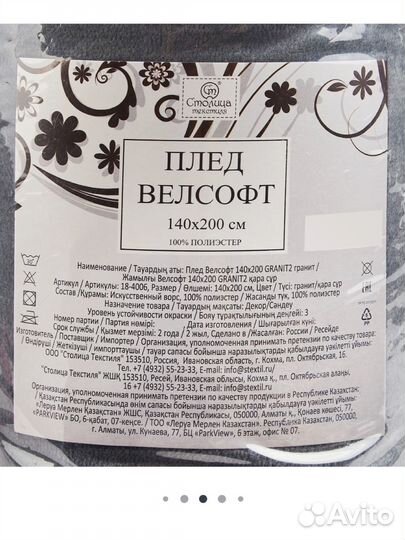 Столица
текстиля
ПЛЕД
ВЕЛСОФТ
140х200 см
100% ПОЛИЭСТЕР
Наименование / Тауардың аты: Плед Велсофт 140x200 GRANIT2 гранит /
Жамылғы Велсофт 140x200 GRANIT2 қара сұр
Артикул / Артикулы: 18-4006, Размер / Өлшемі: 140x200 см, Цвет / Түсі: гранит/қара сұр
Состав /Құрамы: Искусственный ворс, 100% полиэстер / Жасанды түк, 100% полиэстер
Назначение товара / Тауардың мақсаты: Декор/Сәндеу
Уровень устойчивости окраски / Бояу тұрақтылығының деңгейі: 3
Номер партии / Партия нөмірі: Дата изготовления / Шығарылған күні:
Срок службы / Қызмет мерзімі: 2 года / 2 жыл, Сделано в /Жасалған: России / Ресейде
Изготовитель / Поставщик / Импортер / Организация, уполномоченная принимать претензии по качеству товара:
/ Өндіруші / Жеткізуші / импорттаушы / тауар сапасы бойынша наразылықтарды қабылдауға уәкілетті ұйым:
ООО "Столица Текстиля" 153510, Россия, Ивановская область, г. Кохма, пл. Октябрьская, 16.
Тел. +7 (4932) 55-23-33, E-mail: info@stextil.ru
"Столица Текстиля" ЖШҚ 153510, Ресей, Ивановской облысы, Кохма қ., пл. Октябрьская алаңы,
16 +7 (4932) 55-23-33, E-mail: info@stextil.ru
Организация, уполномоченная принимать претензии по продукции в Республике Казахстан:
/ Қазақстан Республикасында өнім сапасы бойынша наразылықтарды қабылдауға уәкілетті ұйым:
«Леруа Мерлен Қазақстан» ЖШС, Қазақстан Республикасы, 050000, Алматы қ., Қонаев көшесі, 77,
«PARKVIEW» БО, 6-қабат, 07-кеңсе. / ТОО «Леруа Мерлен Казахстан», Республика Казахстан, 050000,
г. Алматы, ул. Кунаева, 77, БЦ «ParkView», 6 этаж, офис № 07.
PP
Avito